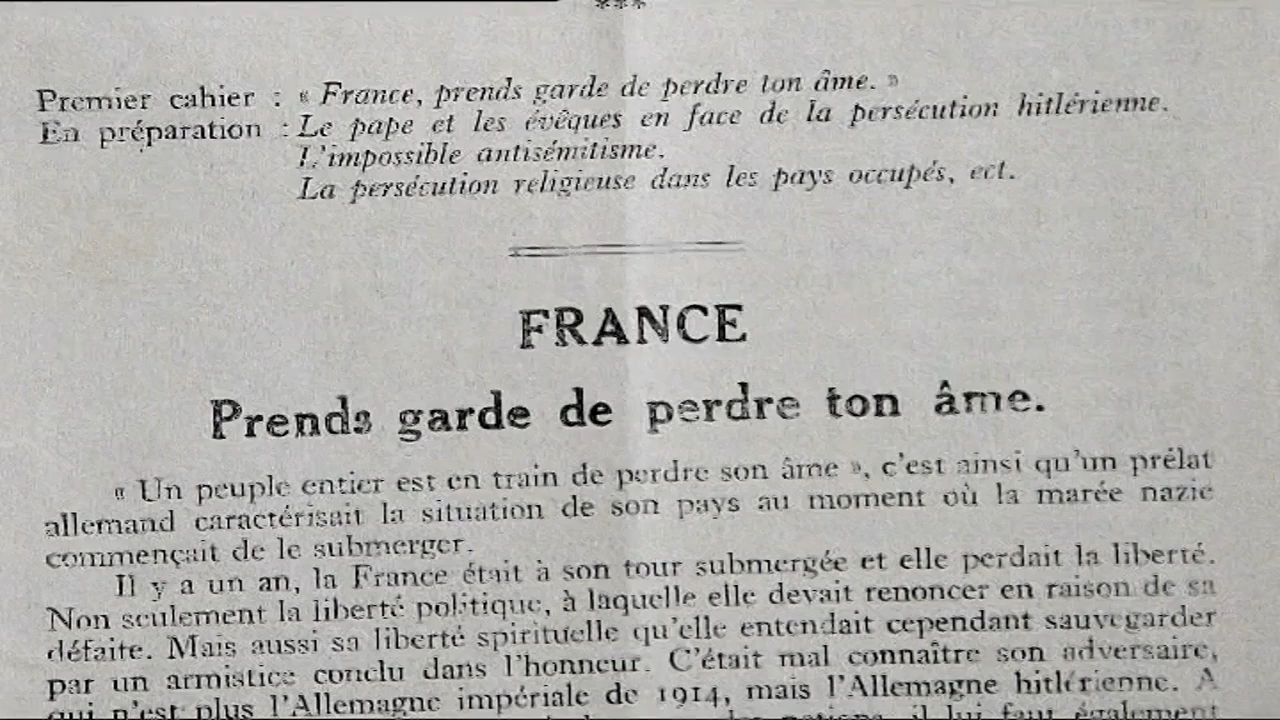 ***
Premier cahier : « France, prends garde de perdre ton âme. »
En préparation : Le pape et les évêques en face de la persécution hitlérienne.
L'impossible antisémitisme.
La persécution religieuse dans les pays occupés, ect.
FRANCE
Prends garde de perdre ton âme.
« Un peuple entier est en train de perdre son âme », c'est ainsi qu'un prélat
allemand caractérisait la situation de son pays au moment où la marée nazie
commençait de le submerger.
Il y a un an, la France était à son tour submergée et elle perdait la liberté.
Non seulement la liberté politique, à laquelle elle devait renoncer en raison de sa
défaite. Mais aussi sa liberté spirituelle qu'elle entendait cependant sauvegarder
par un armistice conclu dans l'honneur. C'était mal connaître son adversaire,
qui n'est plus l'Allemagne impériale de 1914, mais l'Allemagne hitlérienne. A
il lui faut également